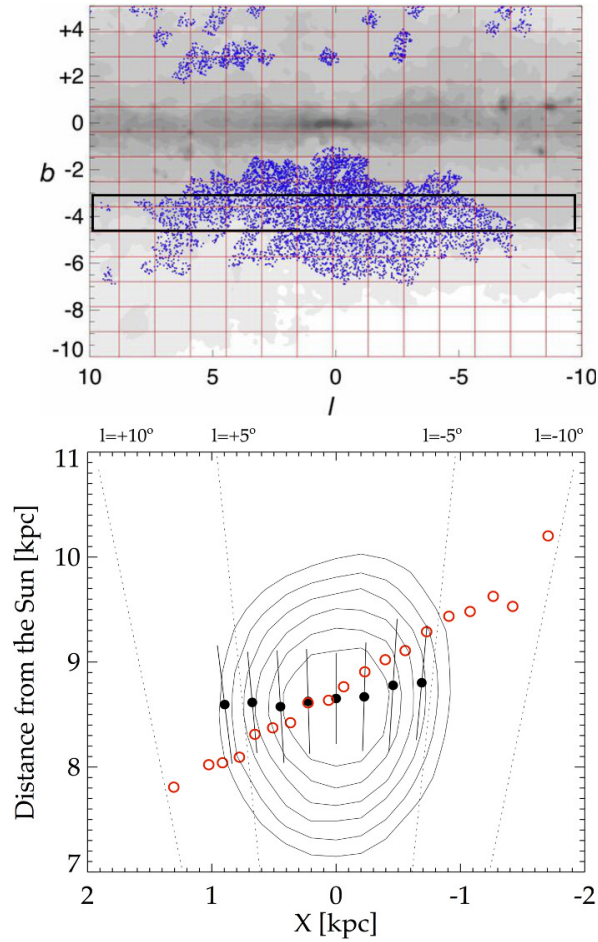 +4
+2
0
b
-2
-4
-6
-8
-10
10 5 0 -5 -10
l
l=+10° l=+5° l=-5° l=-10°
11
10
9
8
7
Distance from the Sun [kpc]
2 1 0 -1 -2
X [kpc]